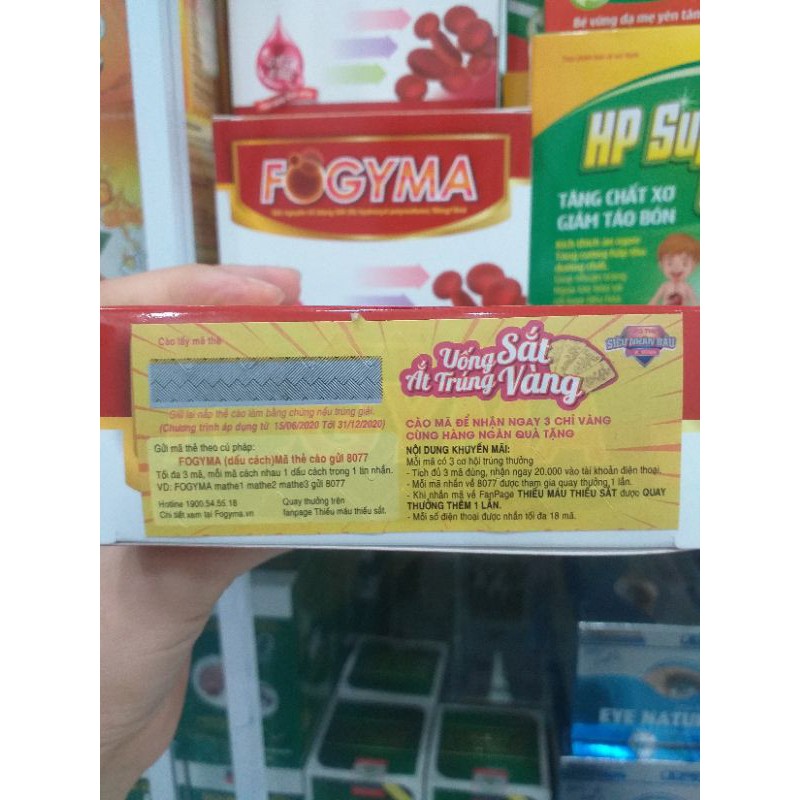 Bé vững dạ mẹ yên tâm
FOGYMA
HP Su
TĂNG CHẤT XƠ
GIẢM TÁO BÓN
Cào lấy mã thẻ
Giữ lại nắp thẻ cào làm bằng chứng nếu trúng giải.
(Chương trình áp dụng từ 15/06/2020 Tới 31/12/2020)
Gửi mã thẻ theo cú pháp:
FOGYMA (dấu cách)Mã thẻ cào gửi 8077
Tối đa 3 mã, mỗi mã cách nhau 1 dấu cách trong 1 lần nhắn.
VD: FOGYMA mathe1 mathe2 mathe3 gửi 8077
Hotline 1900.54.55.18
Chi tiết xem tại Fogyma.vn
Quay thưởng trên
fanpage Thiếu máu thiếu sắt.
Uống Sắt
Ắt Trúng Vàng
SIÊU NHÂN BẦU
CÀO MÃ ĐỂ NHẬN NGAY 3 CHỈ VÀNG
CÙNG HÀNG NGÀN QUÀ TẶNG
NỘI DUNG KHUYẾN MÃI:
Mỗi mã có 3 cơ hội trúng thưởng
- Tích đủ 3 mã đúng, nhận ngay 20.000 vào tài khoản điện thoại.
- Mỗi mã nhắn về 8077 được tham gia quay thưởng 1 lần.
- Khi nhắn mã về FanPage THIẾU MÁU THIẾU SẮT được QUAY
THƯỞNG THÊM 1 LẦN.
- Mỗi số điện thoại được nhắn tối đa 18 mã.
EYE NATU